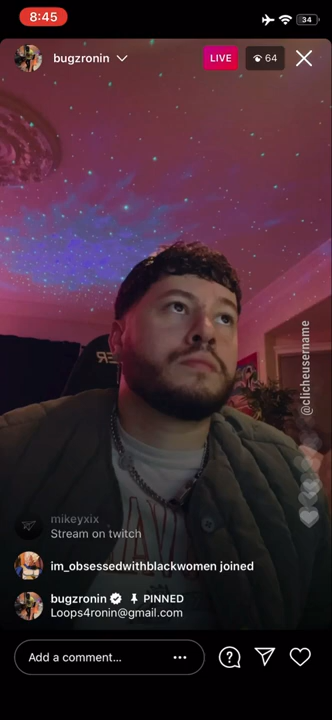 8:45
34
bugzronin
LIVE
64
@clicheusername
mikeyxix
Stream on twitch
im_obsessedwithblackwomen joined
bugzronin PINNED
Loops4ronin@gmail.com
Add a comment...